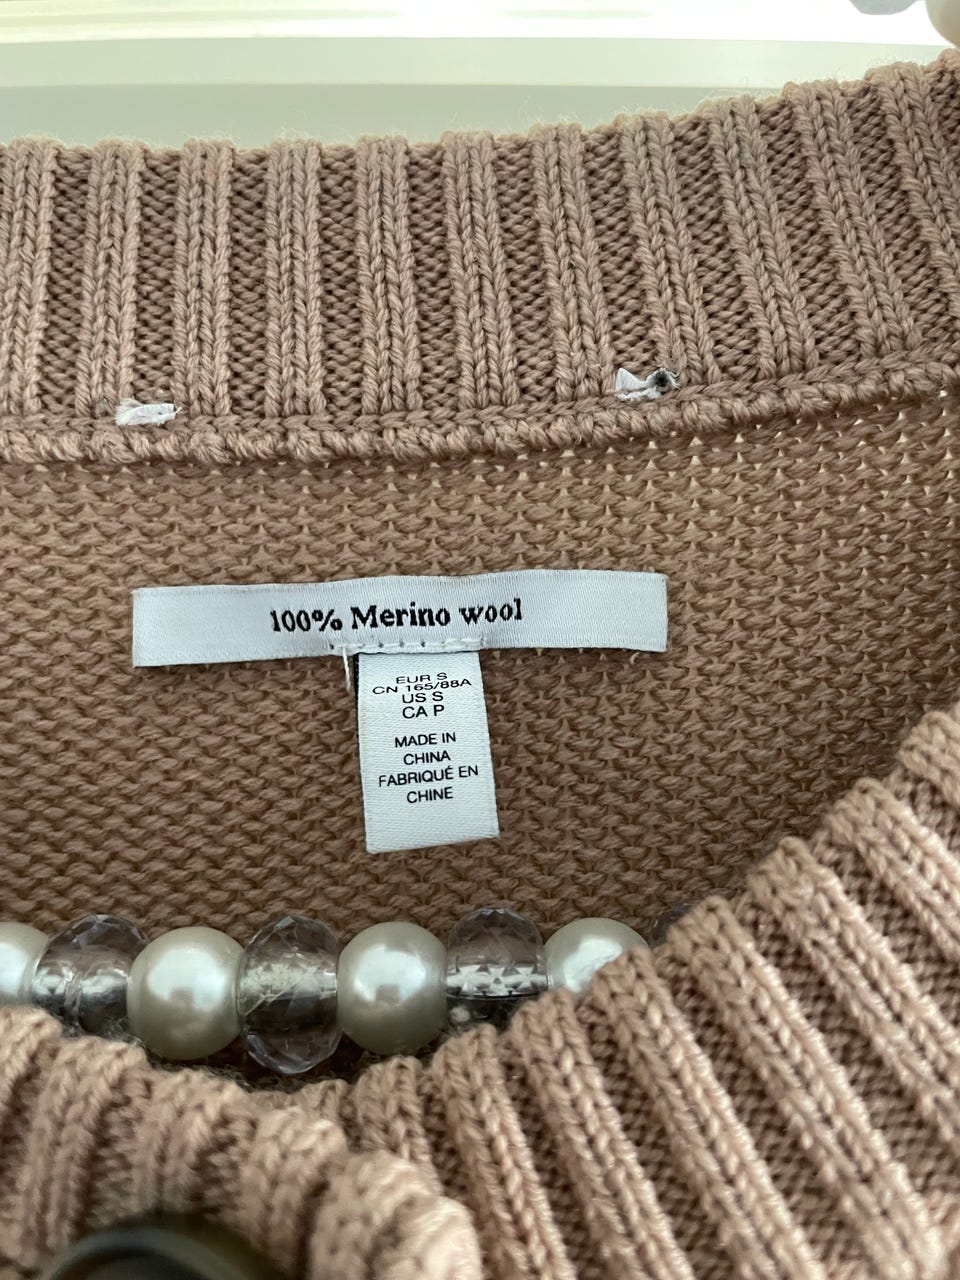 100% Merino wool
EUR S
CN 165/88A
US S
CA P
MADE IN
CHINA
FABRIQUÉ EN
CHINE